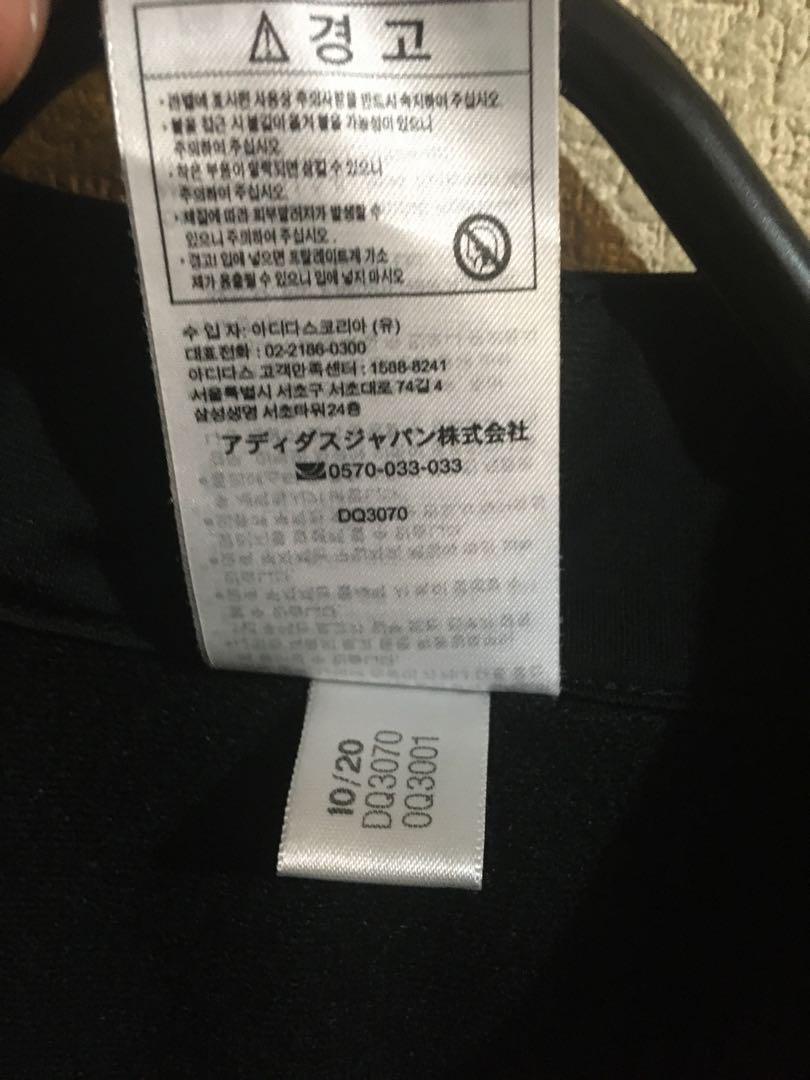 경고
• 라벨에 표시된 사용상 주의사항을 반드시 숙지하여 주십시오.
• 불꽃 접근 시 불길이 옮겨 붙을 가능성이 있으니
주의하여 주십시오.
• 작은 부품이 탈락되면 삼킬 수 있으니
주의하여 주십시오.
• 재질에 따라 피부알러지가 발생할 수
있으니 주의하여 주십시오.
• 경고! 입에 넣으면 프탈레이트계 가소
제가 용출될 수 있으니 입에 넣지 마시오
수 입 자: 아디다스코리아 (유)
대표전화 : 02-2186-0300
아디다스 고객만족센터 : 1588-8241
서울특별시 서초구 서초대로 74길 4
삼성생명 서초타워 24층
アディダスジャパン株式会社
0570-033-033
DQ3070
10/20
DQ3070
0Q3001